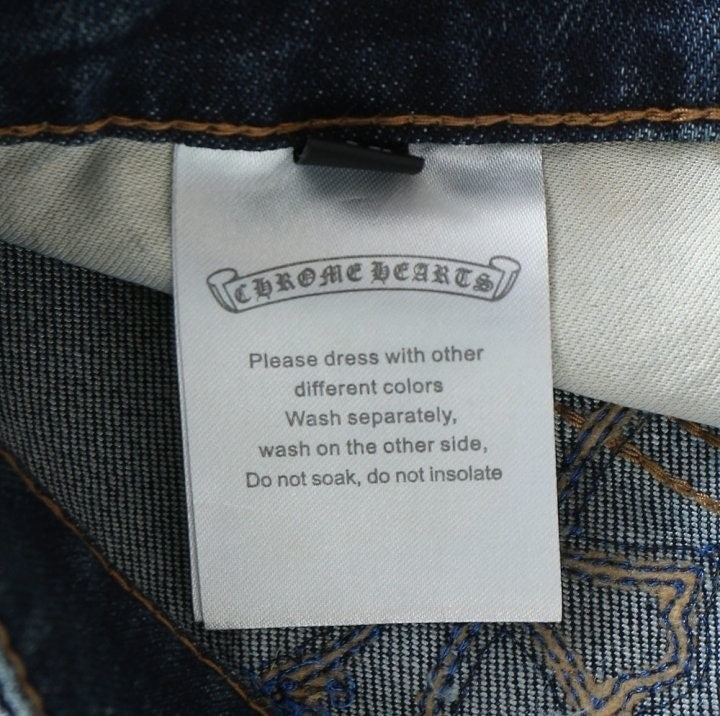 CHROME HEARTS
Please dress with other
different colors
Wash separately,
wash on the other side,
Do not soak, do not insolate